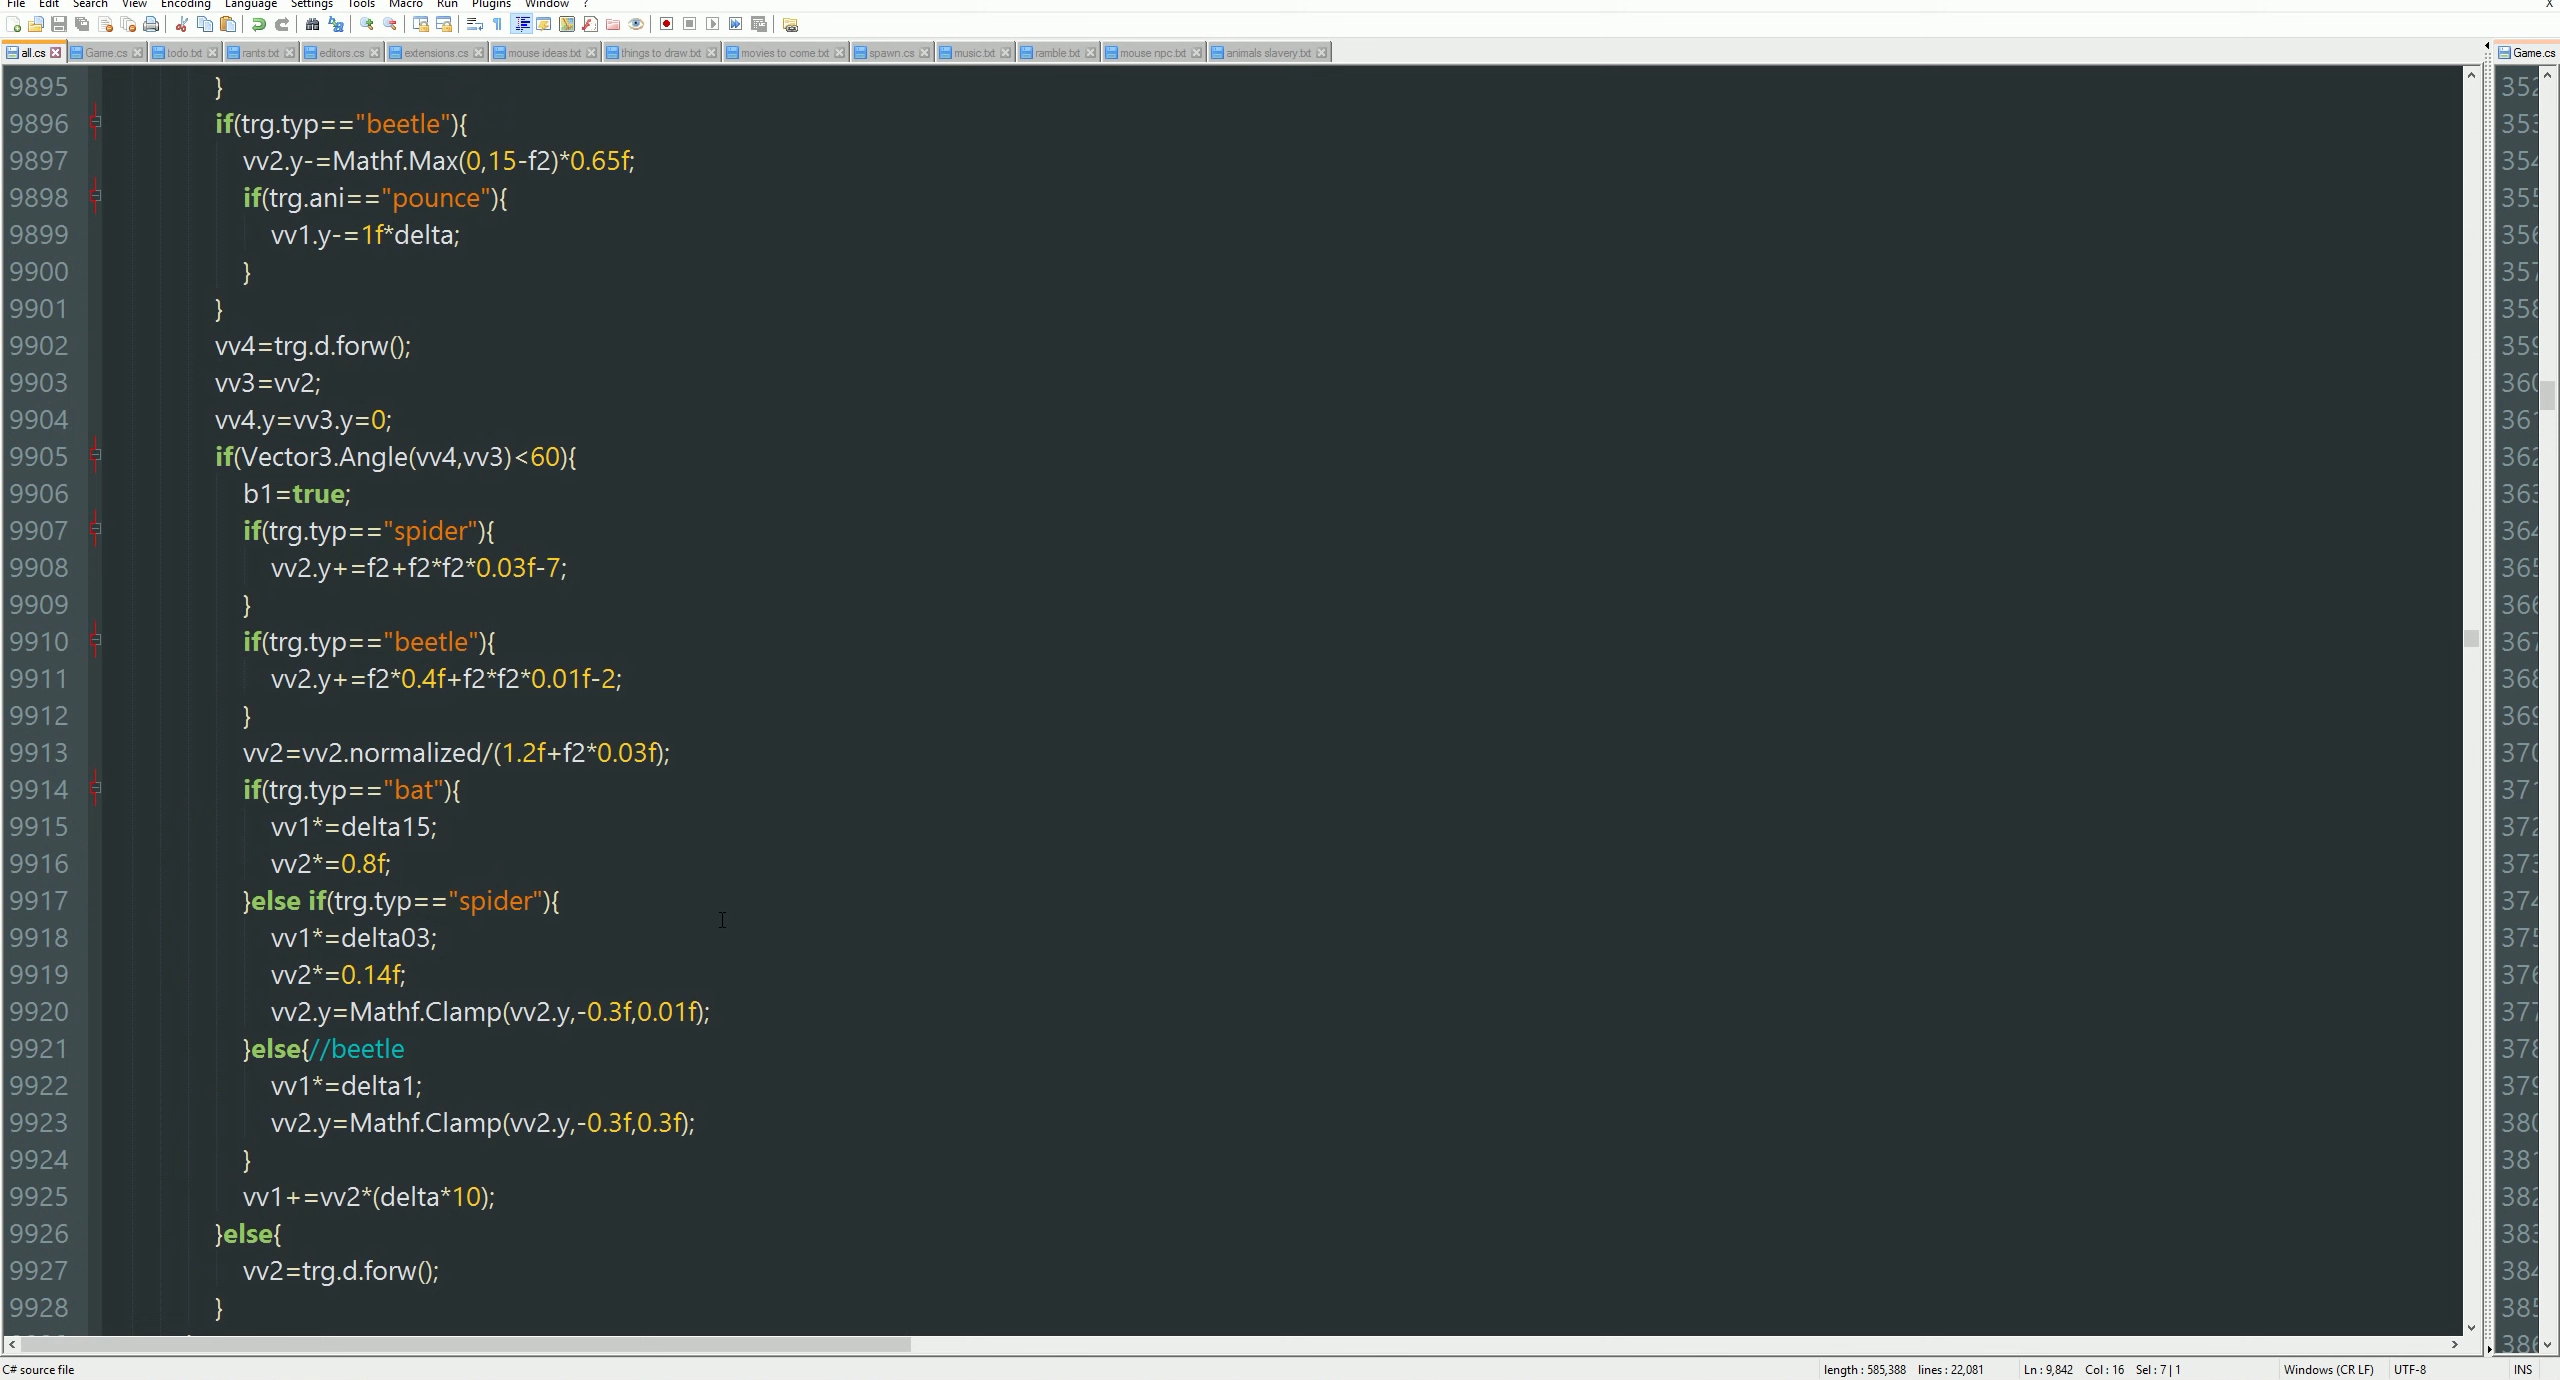 File Edit Search View Encoding Language Settings Tools Macro Run Plugins Window ? X
all.cs Game.cs todo.txt rants.txt editors.cs extensions.cs mouse ideas.txt things to draw.txt movies to come.txt spawn.cs music.txt ramble.txt mouse npc.txt animals slavery.txt Game.cs
9895 }
9896 if(trg.typ=="beetle"){
9897 vv2.y-=Mathf.Max(0,15-f2)*0.65f;
9898 if(trg.ani=="pounce"){
9899 vv1.y-=1f*delta;
9900 }
9901 }
9902 vv4=trg.d.forw();
9903 vv3=vv2;
9904 vv4.y=vv3.y=0;
9905 if(Vector3.Angle(vv4,vv3)<60){
9906 b1=true;
9907 if(trg.typ=="spider"){
9908 vv2.y+=f2+f2*f2*0.03f-7;
9909 }
9910 if(trg.typ=="beetle"){
9911 vv2.y+=f2*0.4f+f2*f2*0.01f-2;
9912 }
9913 vv2=vv2.normalized/(1.2f+f2*0.03f);
9914 if(trg.typ=="bat"){
9915 vv1*=delta15;
9916 vv2*=0.8f;
9917 }else if(trg.typ=="spider"){
9918 vv1*=delta03;
9919 vv2*=0.14f;
9920 vv2.y=Mathf.Clamp(vv2.y,-0.3f,0.01f);
9921 }else{//beetle
9922 vv1*=delta1;
9923 vv2.y=Mathf.Clamp(vv2.y,-0.3f,0.3f);
9924 }
9925 vv1+=vv2*(delta*10);
9926 }else{
9927 vv2=trg.d.forw();
9928 }
C# source file length : 585,388 lines : 22,081 Ln : 9,842 Col : 16 Sel : 7 | 1 Windows (CR LF) UTF-8 INS